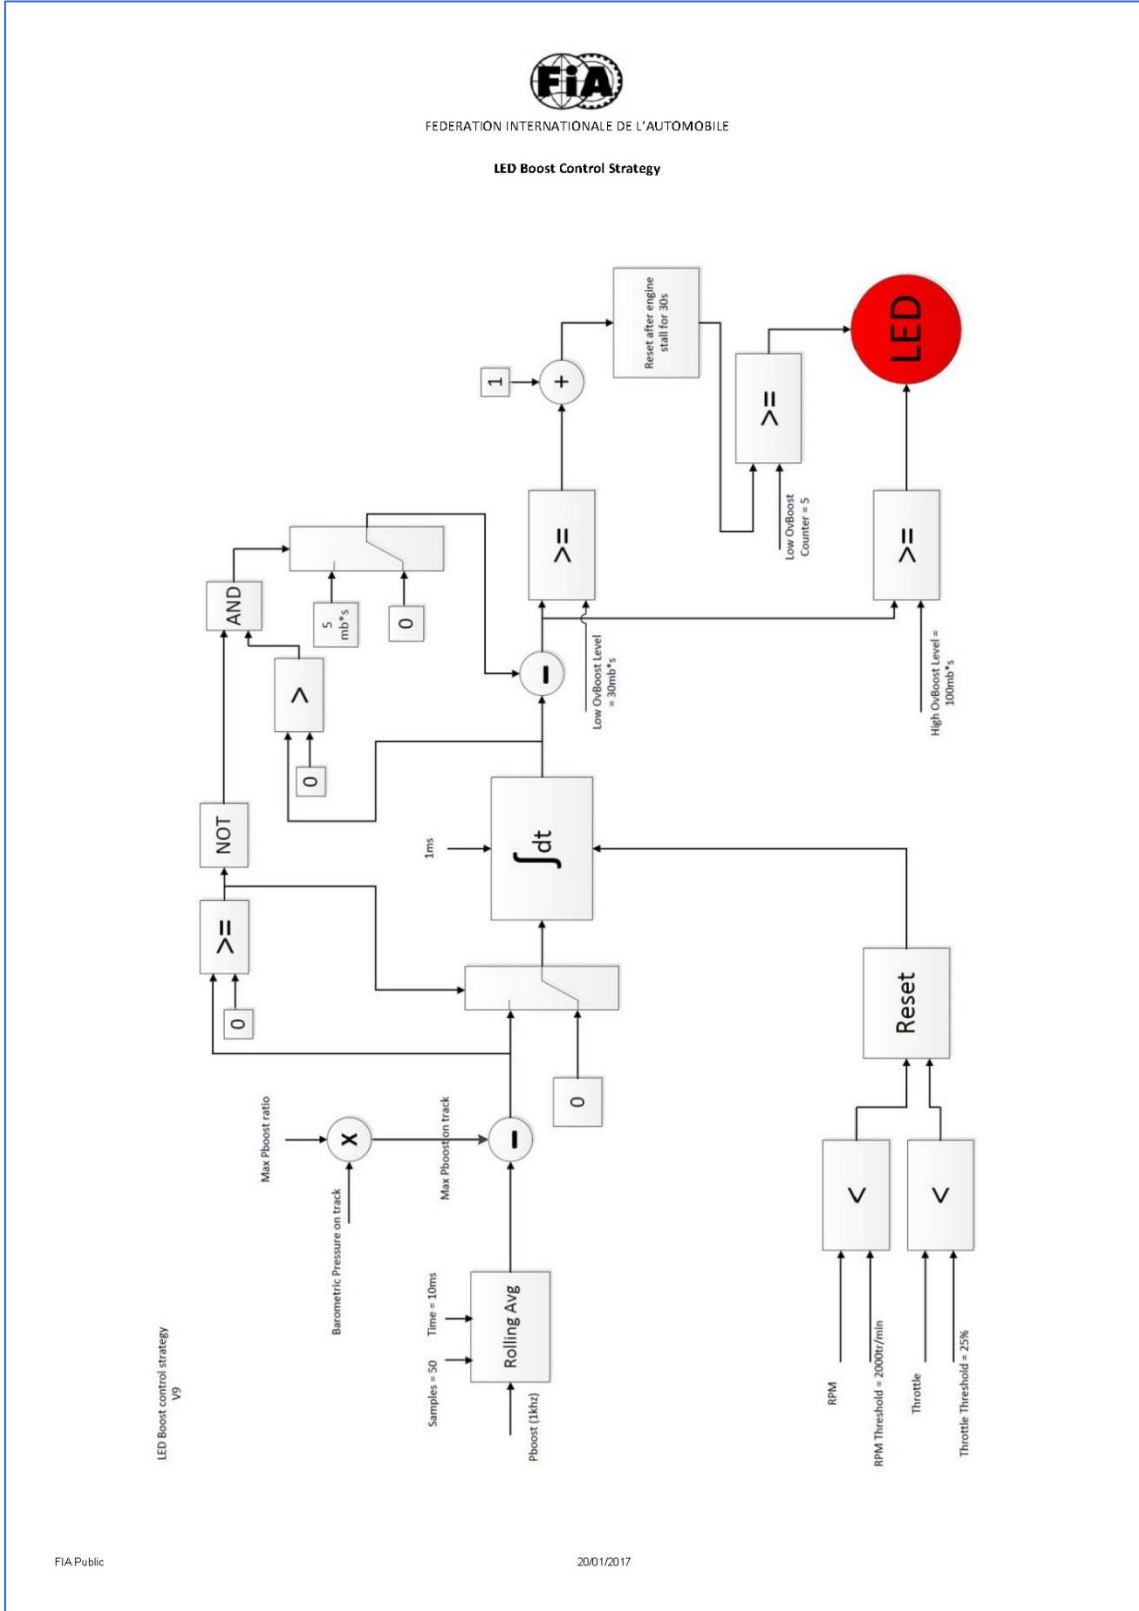 FiA
FEDERATION INTERNATIONALE DE L'AUTOMOBILE
LED Boost Control Strategy
LED Boost control strategy
V9
Pboost (1khz)
Samples = 50
Time = 10ms
Rolling Avg
Barometric Pressure on track
Max Pboost ratio
X
Max Pboost on track
-
0
0
>=
NOT
1ms
∫dt
0
>
AND
5
mb*s
0
-
Low OvBoost Level
= 30mb*s
>=
1
+
Reset after engine
stall for 30s
Low OvBoost
Counter = 5
>=
High OvBoost Level =
100mb*s
>=
LED
RPM
RPM Threshold = 2000tr/min
<
Throttle
Throttle Threshold = 25%
<
Reset
FIA Public
20/01/2017